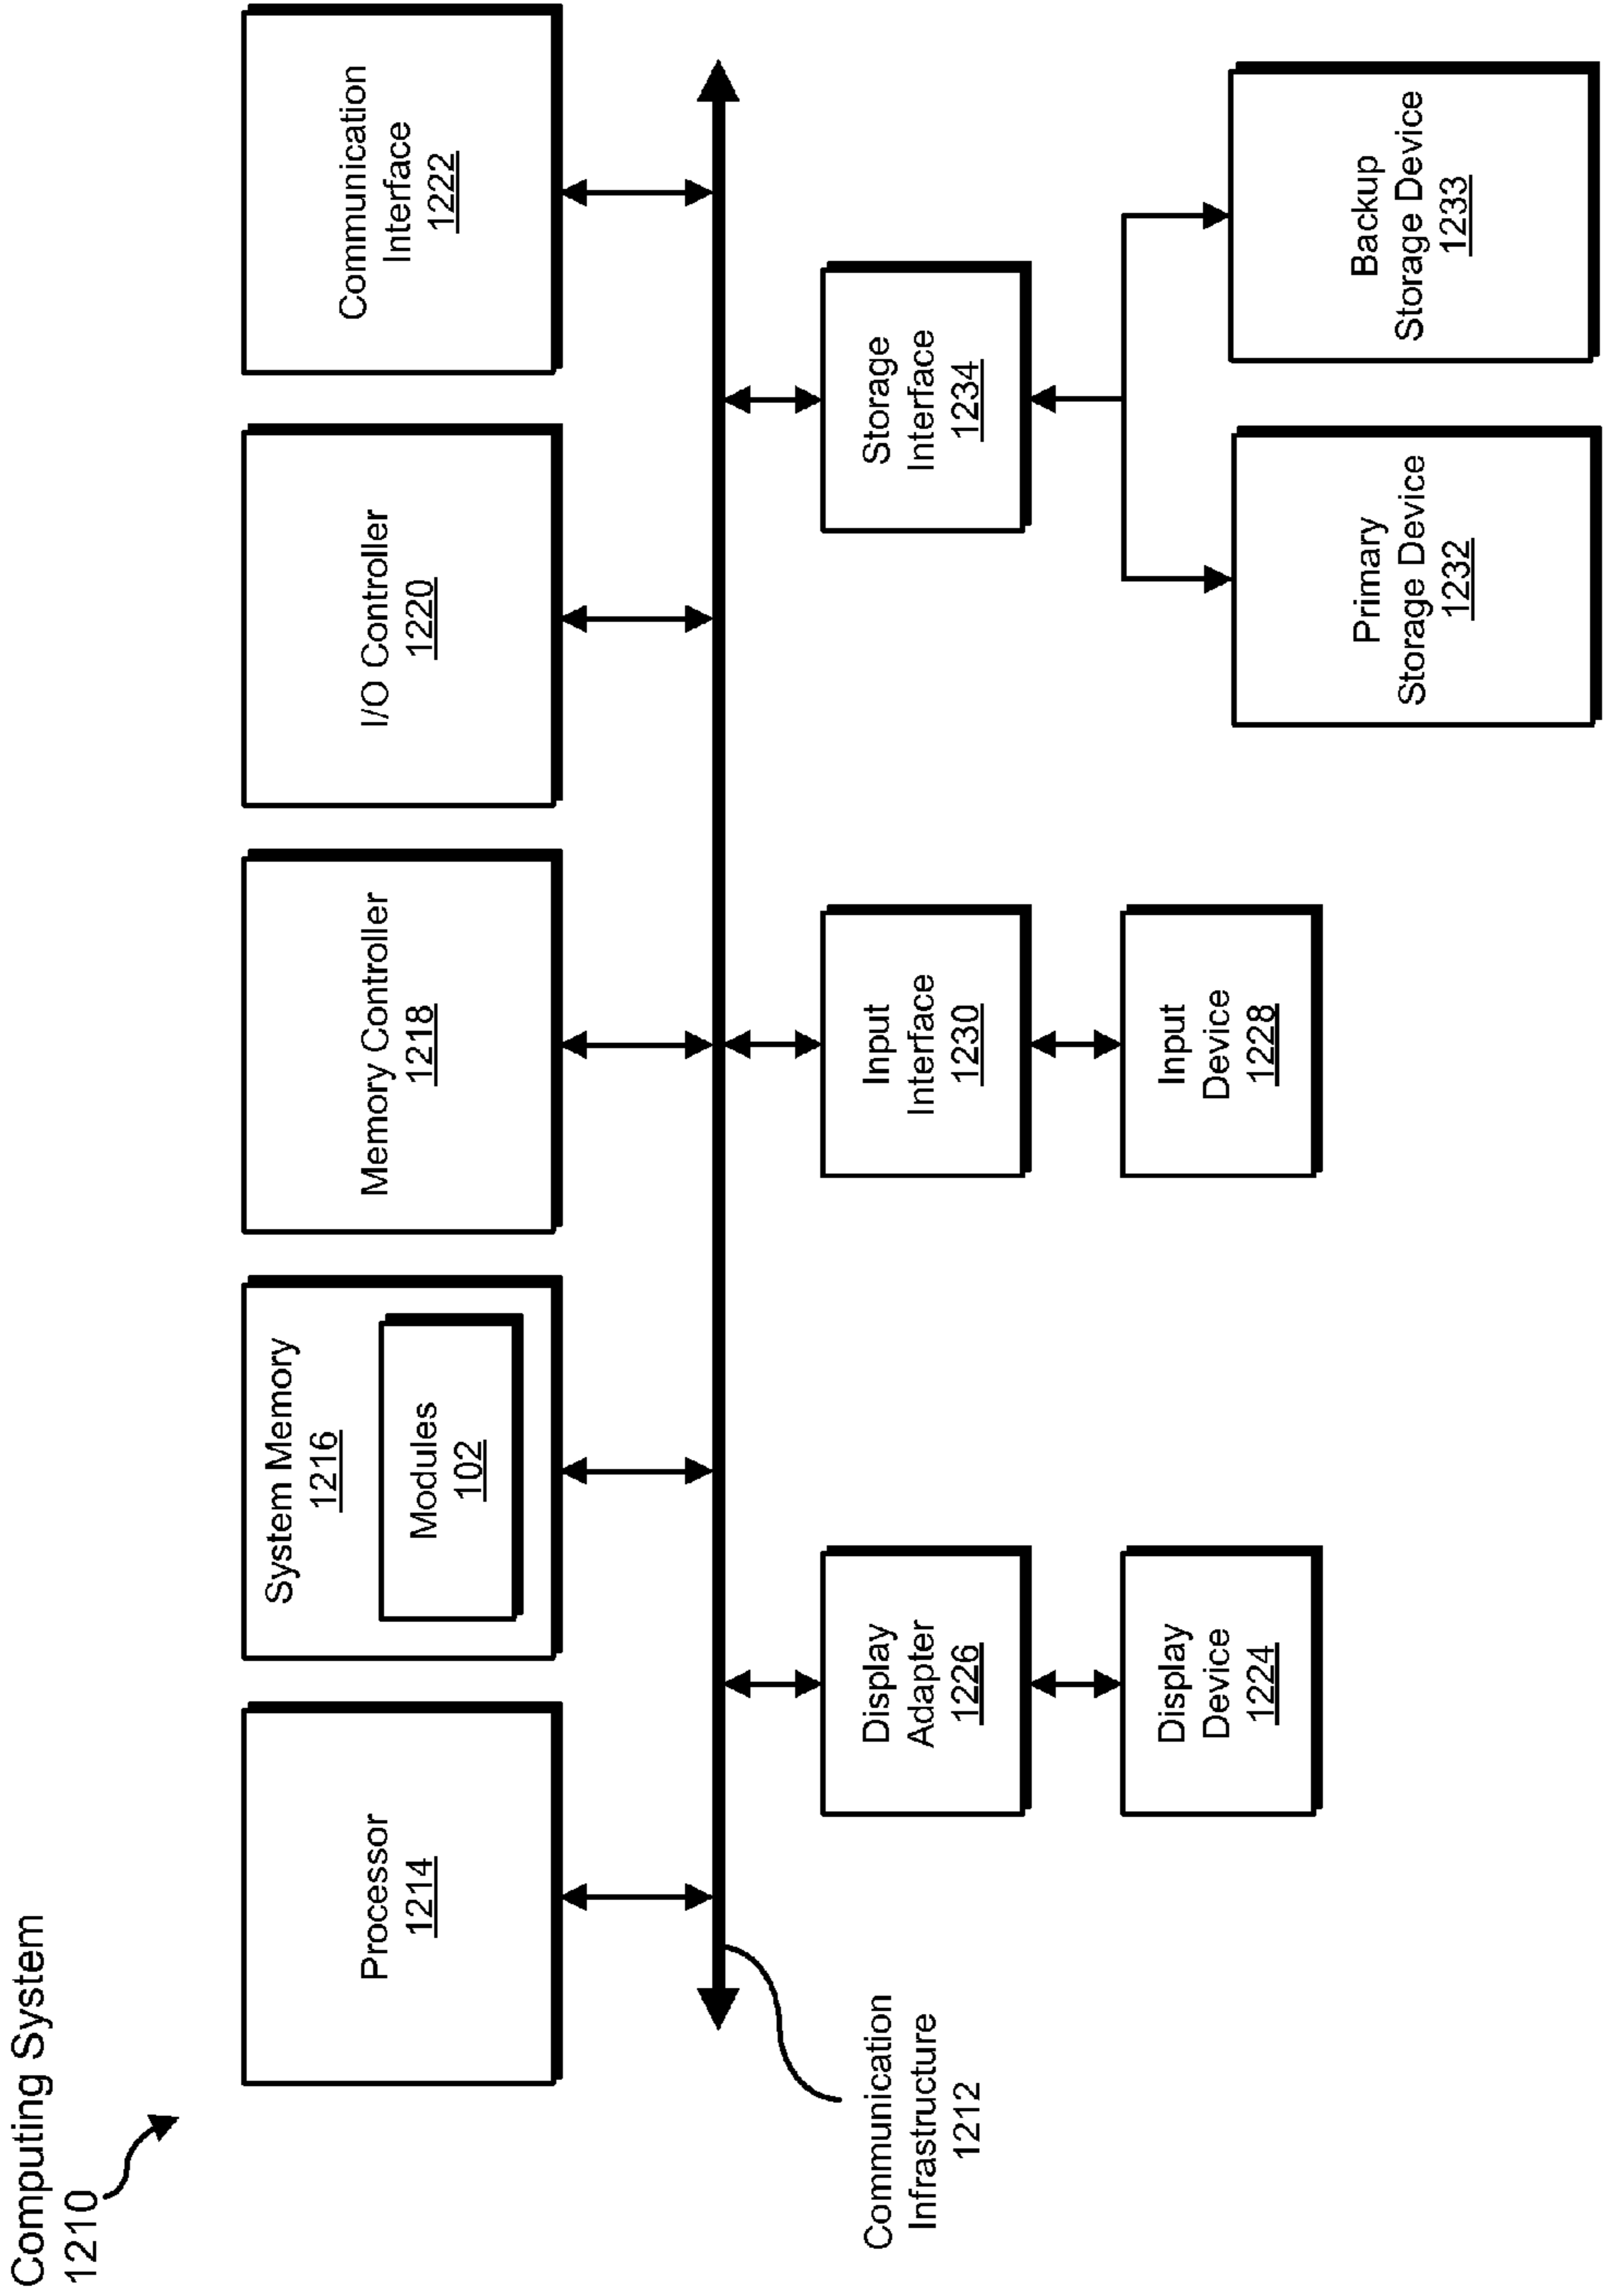 Computing System
1210
Processor
1214
System Memory
1216
Modules
102
Memory Controller
1218
I/O Controller
1220
Communication
Interface
1222
Communication
Infrastructure
1212
Display
Adapter
1226
Input
Interface
1230
Storage
Interface
1234
Display
Device
1224
Input
Device
1228
Primary
Storage Device
1232
Backup
Storage Device
1233